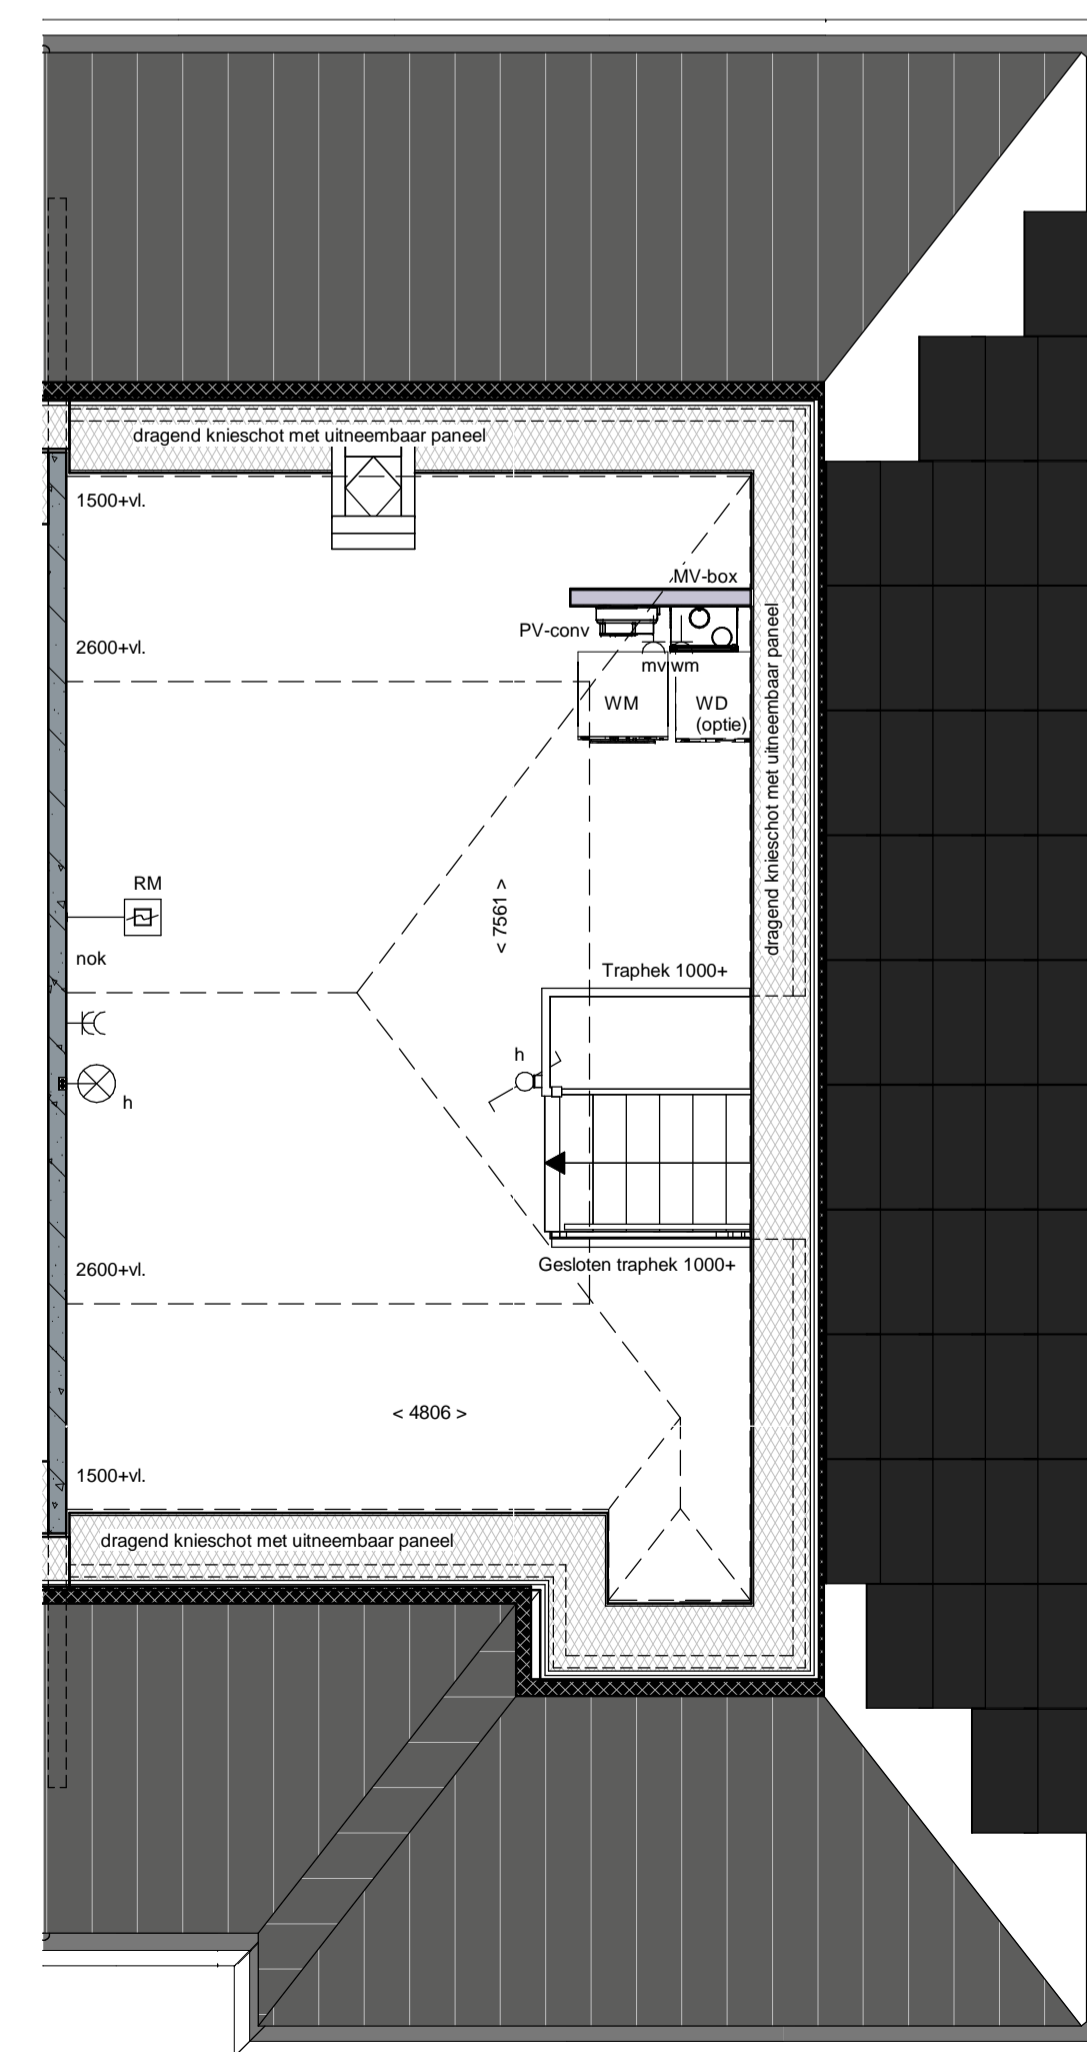 dragend knieschot met uitneembaar paneel
1500+vl.
MV-box
PV-conv
2600+vl.
mv wm
WM
WD
(optie)
dragend knieschot met uitneembaar paneel
RM
< 7561 >
nok
Traphek 1000+
h
h
Gesloten traphek 1000+
2600+vl.
< 4806 >
1500+vl.
dragend knieschot met uitneembaar paneel